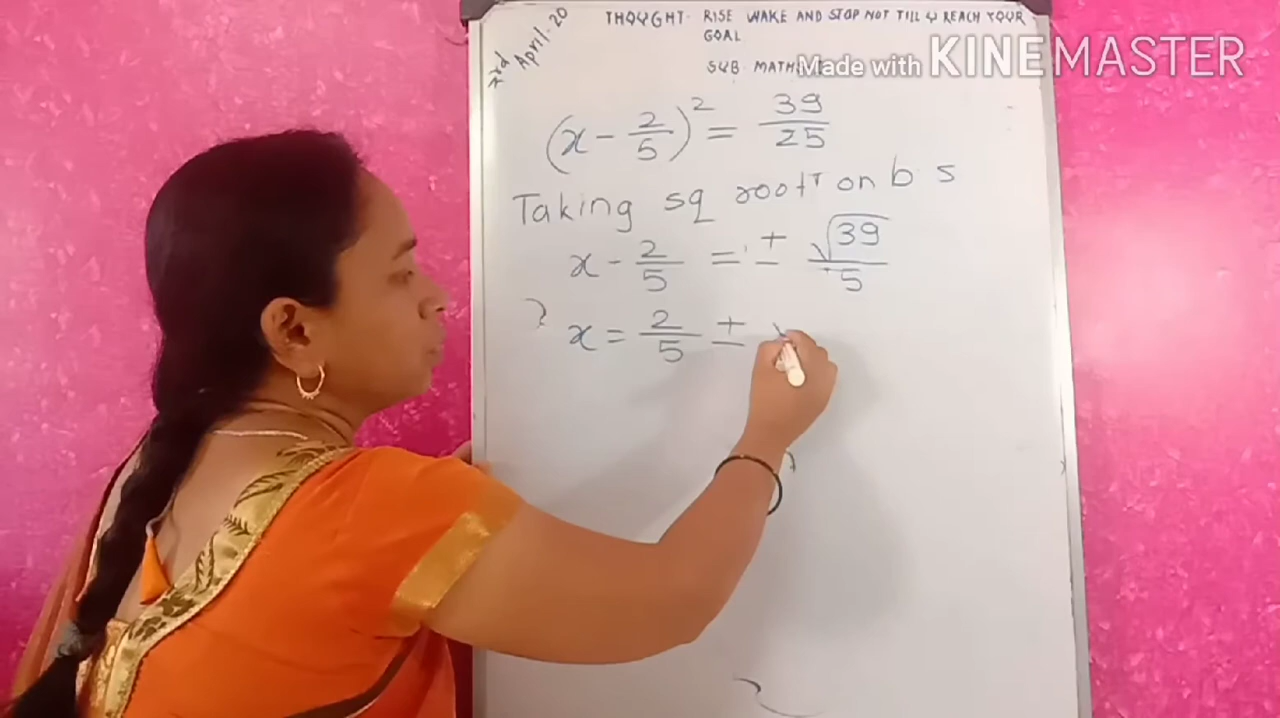 3rd April-20
THOUGHT- RISE WAKE AND STOP NOT TILL U REACH YOUR
GOAL
SUB MATHS
Made with KINEMASTER
(x - 2/5)² = 39/25
Taking sq root on b s
x - 2/5 = ± √39/5
x = 2/5 ±